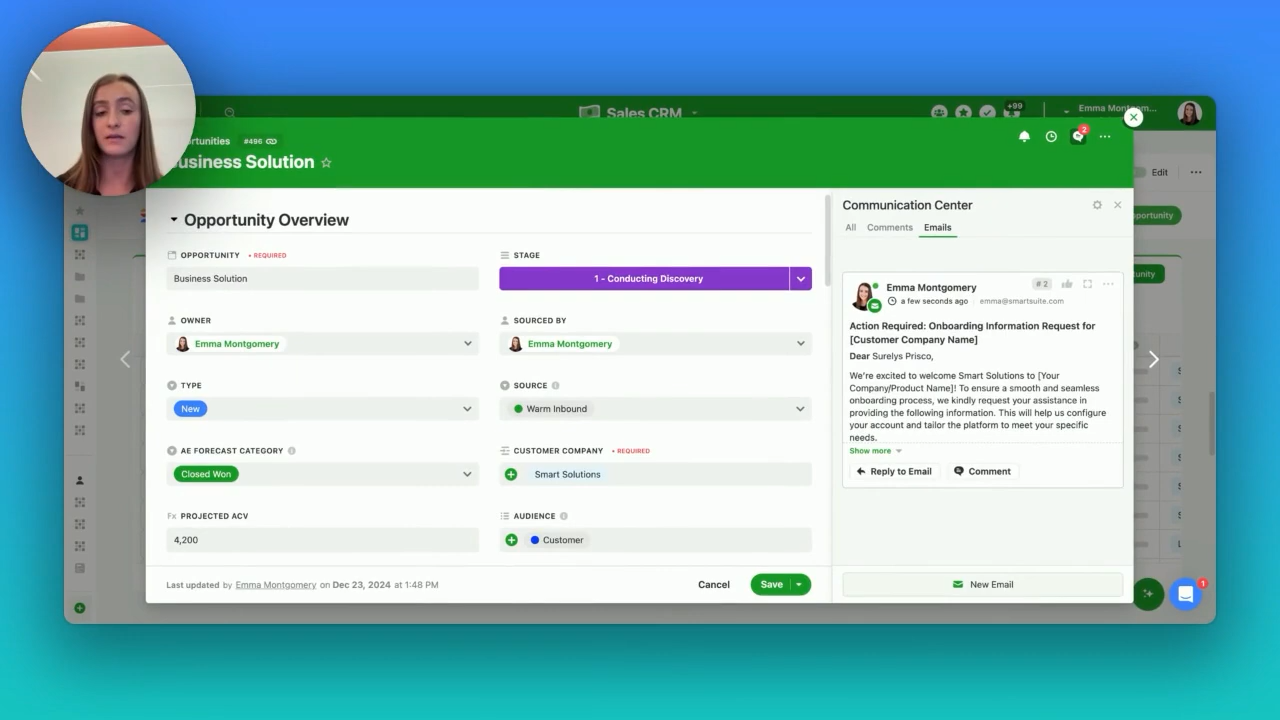 Sales CRM
+99
Emma Montgom...
rtunities #496
usiness Solution
2
Edit
portunity
unity
Opportunity Overview
OPPORTUNITY • REQUIRED
Business Solution
STAGE
1 - Conducting Discovery
OWNER
Emma Montgomery
SOURCED BY
Emma Montgomery
TYPE
New
SOURCE
Warm Inbound
AE FORECAST CATEGORY
Closed Won
CUSTOMER COMPANY • REQUIRED
Smart Solutions
Fx PROJECTED ACV
4,200
AUDIENCE
Customer
Last updated by Emma Montgomery on Dec 23, 2024 at 1:48 PM
Cancel
Save
Communication Center
All Comments Emails
Emma Montgomery
# 2
a few seconds ago emma@smartsuite.com
Action Required: Onboarding Information Request for
[Customer Company Name]
Dear Surelys Prisco,
We're excited to welcome Smart Solutions to [Your
Company/Product Name]! To ensure a smooth and seamless
onboarding process, we kindly request your assistance in
providing the following information. This will help us configure
your account and tailor the platform to meet your specific
needs.
Show more
Reply to Email Comment
New Email
1